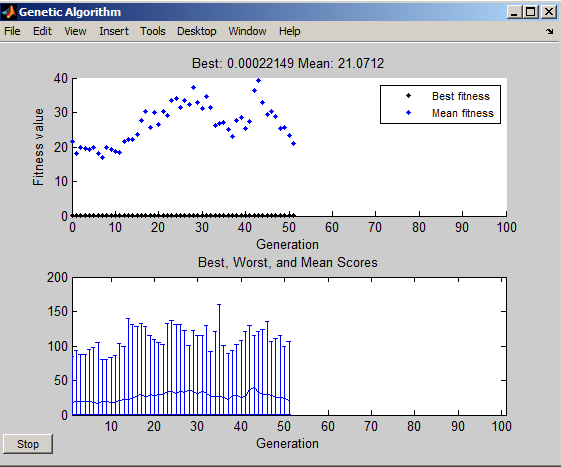 Genetic Algorithm
File Edit View Insert Tools Desktop Window Help
Best: 0.00022149 Mean: 21.0712
40
30
20
10
0
Fitness value
Best fitness
Mean fitness
0 10 20 30 40 50 60 70 80 90 100
Generation
Best, Worst, and Mean Scores
200
150
100
50
0
0 10 20 30 40 50 60 70 80 90 100
Generation
Stop